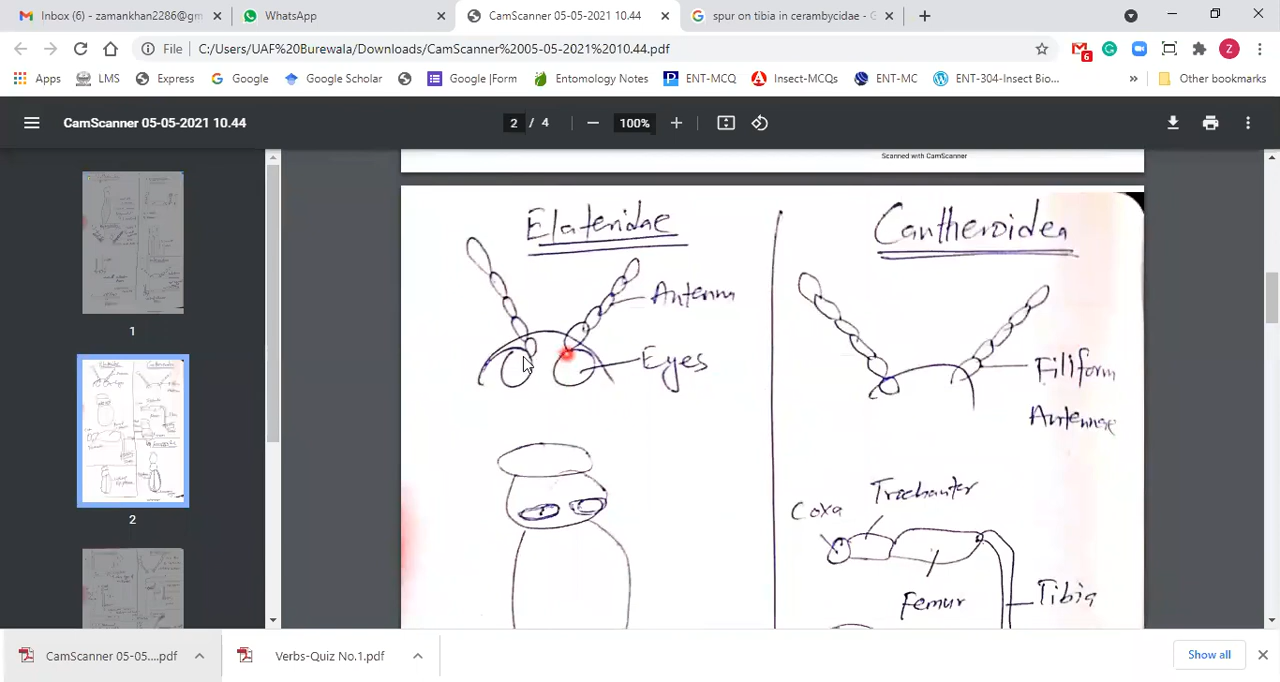 Inbox (6) - zamankhan2286@gm
WhatsApp
CamScanner 05-05-2021 10.44
spur on tibia in cerambycidae - G
File
C:/Users/UAF%20Burewala/Downloads/CamScanner%2005-05-2021%2010.44.pdf
6
Z
Apps
LMS
Express
Google
Google Scholar
Google |Form
Entomology Notes
ENT-MCQ
Insect-MCQs
ENT-MC
ENT-304-Insect Bio...
»
Other bookmarks
CamScanner 05-05-2021 10.44
2 / 4
100%
Scanned with CamScanner
1
2
Elateridae
Antenna
Eyes
Cantheroidea
Filiform
Antennae
Coxa
Trochanter
Femur
Tibia
CamScanner 05-05....pdf
Verbs-Quiz No.1.pdf
Show all